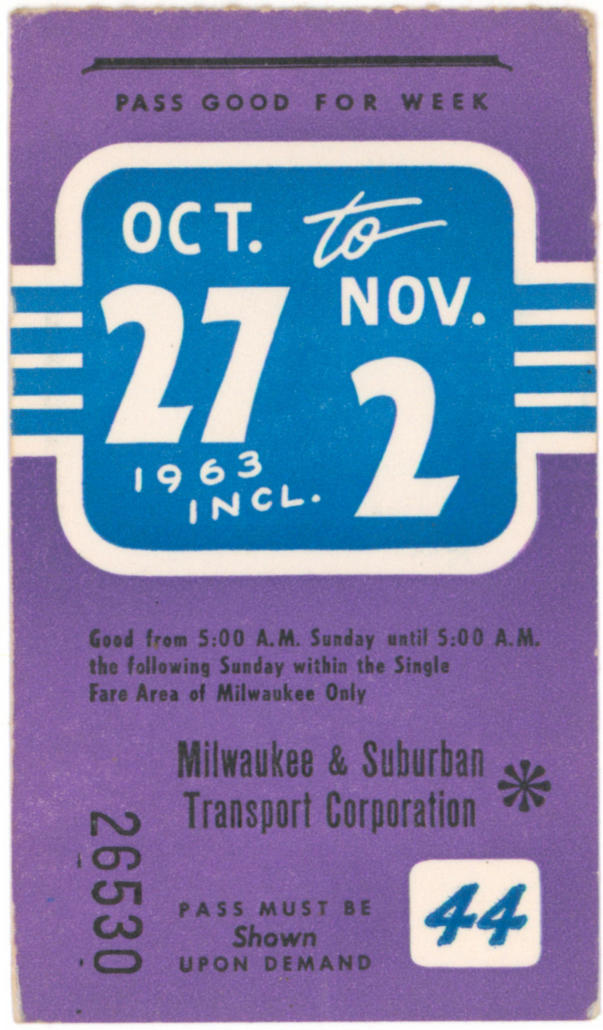 PASS GOOD FOR WEEK
OCT. to
27 NOV.
2
1963
INCL.
Good from 5:00 A.M. Sunday until 5:00 A.M.
the following Sunday within the Single
Fare Area of Milwaukee Only
Milwaukee & Suburban
Transport Corporation
26530
PASS MUST BE
Shown
UPON DEMAND
44